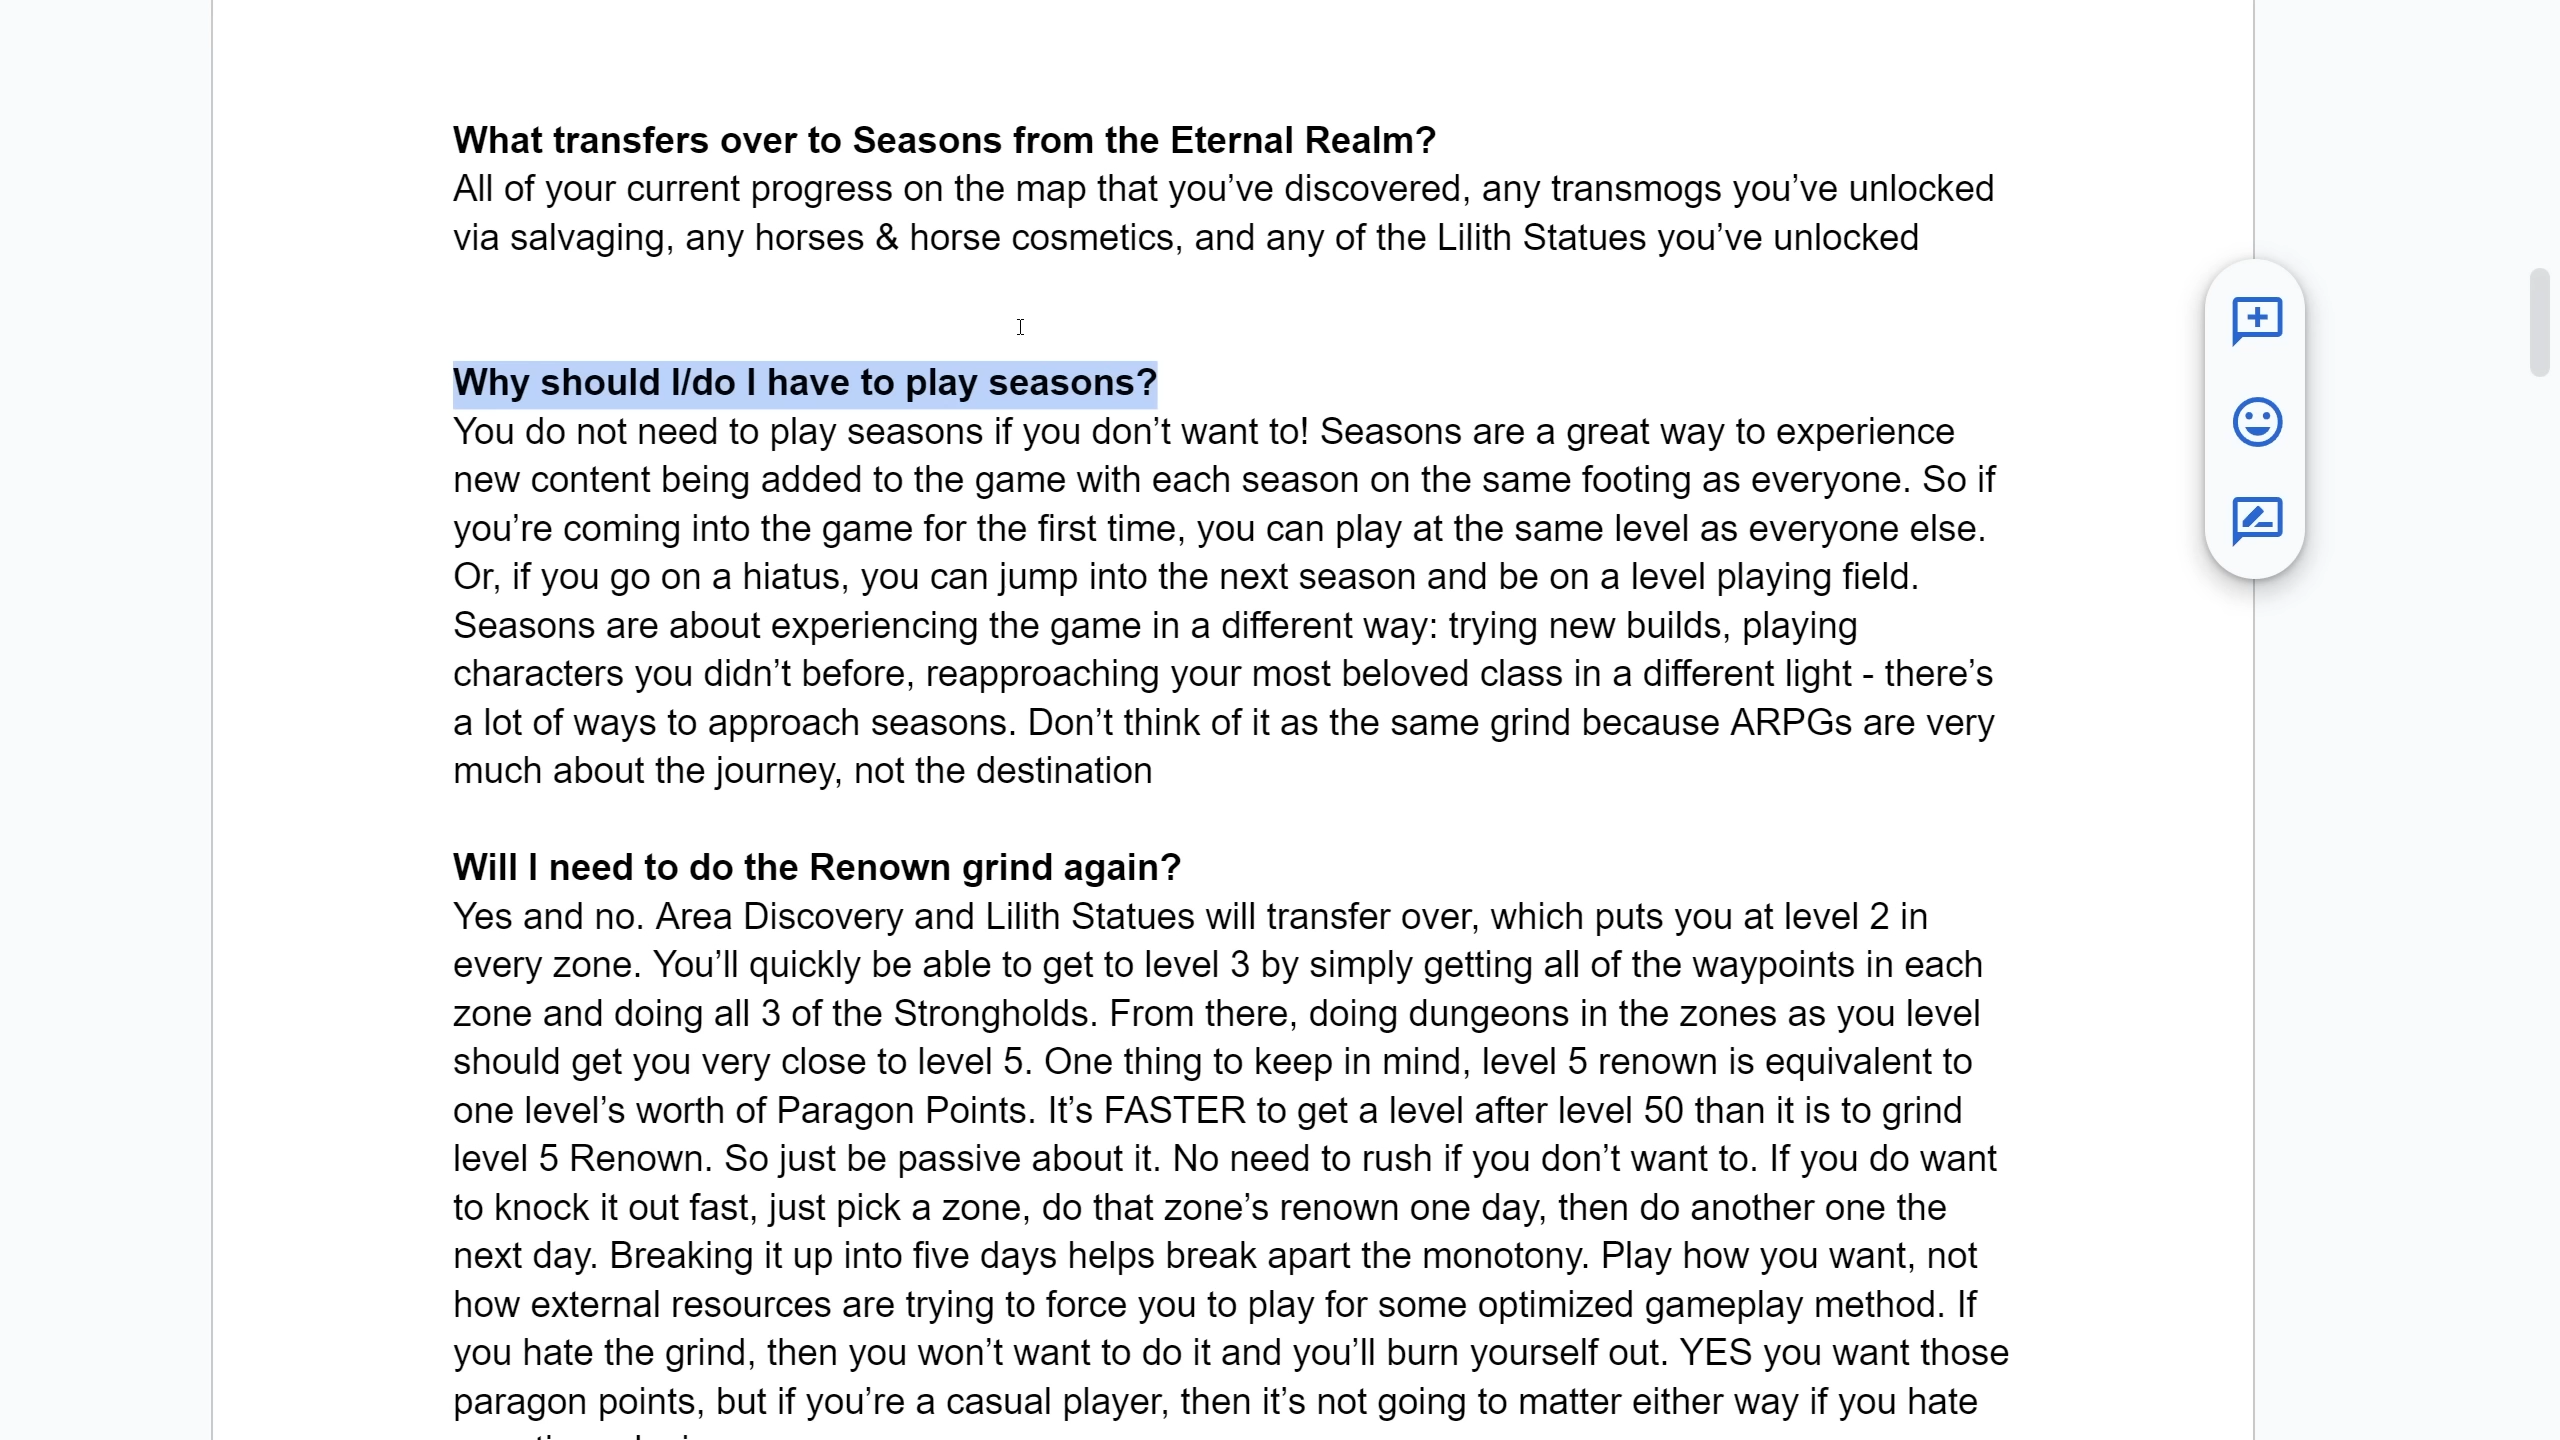 What transfers over to Seasons from the Eternal Realm?
All of your current progress on the map that you’ve discovered, any transmogs you’ve unlocked
via salvaging, any horses & horse cosmetics, and any of the Lilith Statues you’ve unlocked
Why should I/do I have to play seasons?
You do not need to play seasons if you don’t want to! Seasons are a great way to experience
new content being added to the game with each season on the same footing as everyone. So if
you’re coming into the game for the first time, you can play at the same level as everyone else.
Or, if you go on a hiatus, you can jump into the next season and be on a level playing field.
Seasons are about experiencing the game in a different way: trying new builds, playing
characters you didn’t before, reapproaching your most beloved class in a different light - there’s
a lot of ways to approach seasons. Don’t think of it as the same grind because ARPGs are very
much about the journey, not the destination
Will I need to do the Renown grind again?
Yes and no. Area Discovery and Lilith Statues will transfer over, which puts you at level 2 in
every zone. You’ll quickly be able to get to level 3 by simply getting all of the waypoints in each
zone and doing all 3 of the Strongholds. From there, doing dungeons in the zones as you level
should get you very close to level 5. One thing to keep in mind, level 5 renown is equivalent to
one level’s worth of Paragon Points. It’s FASTER to get a level after level 50 than it is to grind
level 5 Renown. So just be passive about it. No need to rush if you don’t want to. If you do want
to knock it out fast, just pick a zone, do that zone’s renown one day, then do another one the
next day. Breaking it up into five days helps break apart the monotony. Play how you want, not
how external resources are trying to force you to play for some optimized gameplay method. If
you hate the grind, then you won’t want to do it and you’ll burn yourself out. YES you want those
paragon points, but if you’re a casual player, then it’s not going to matter either way if you hate